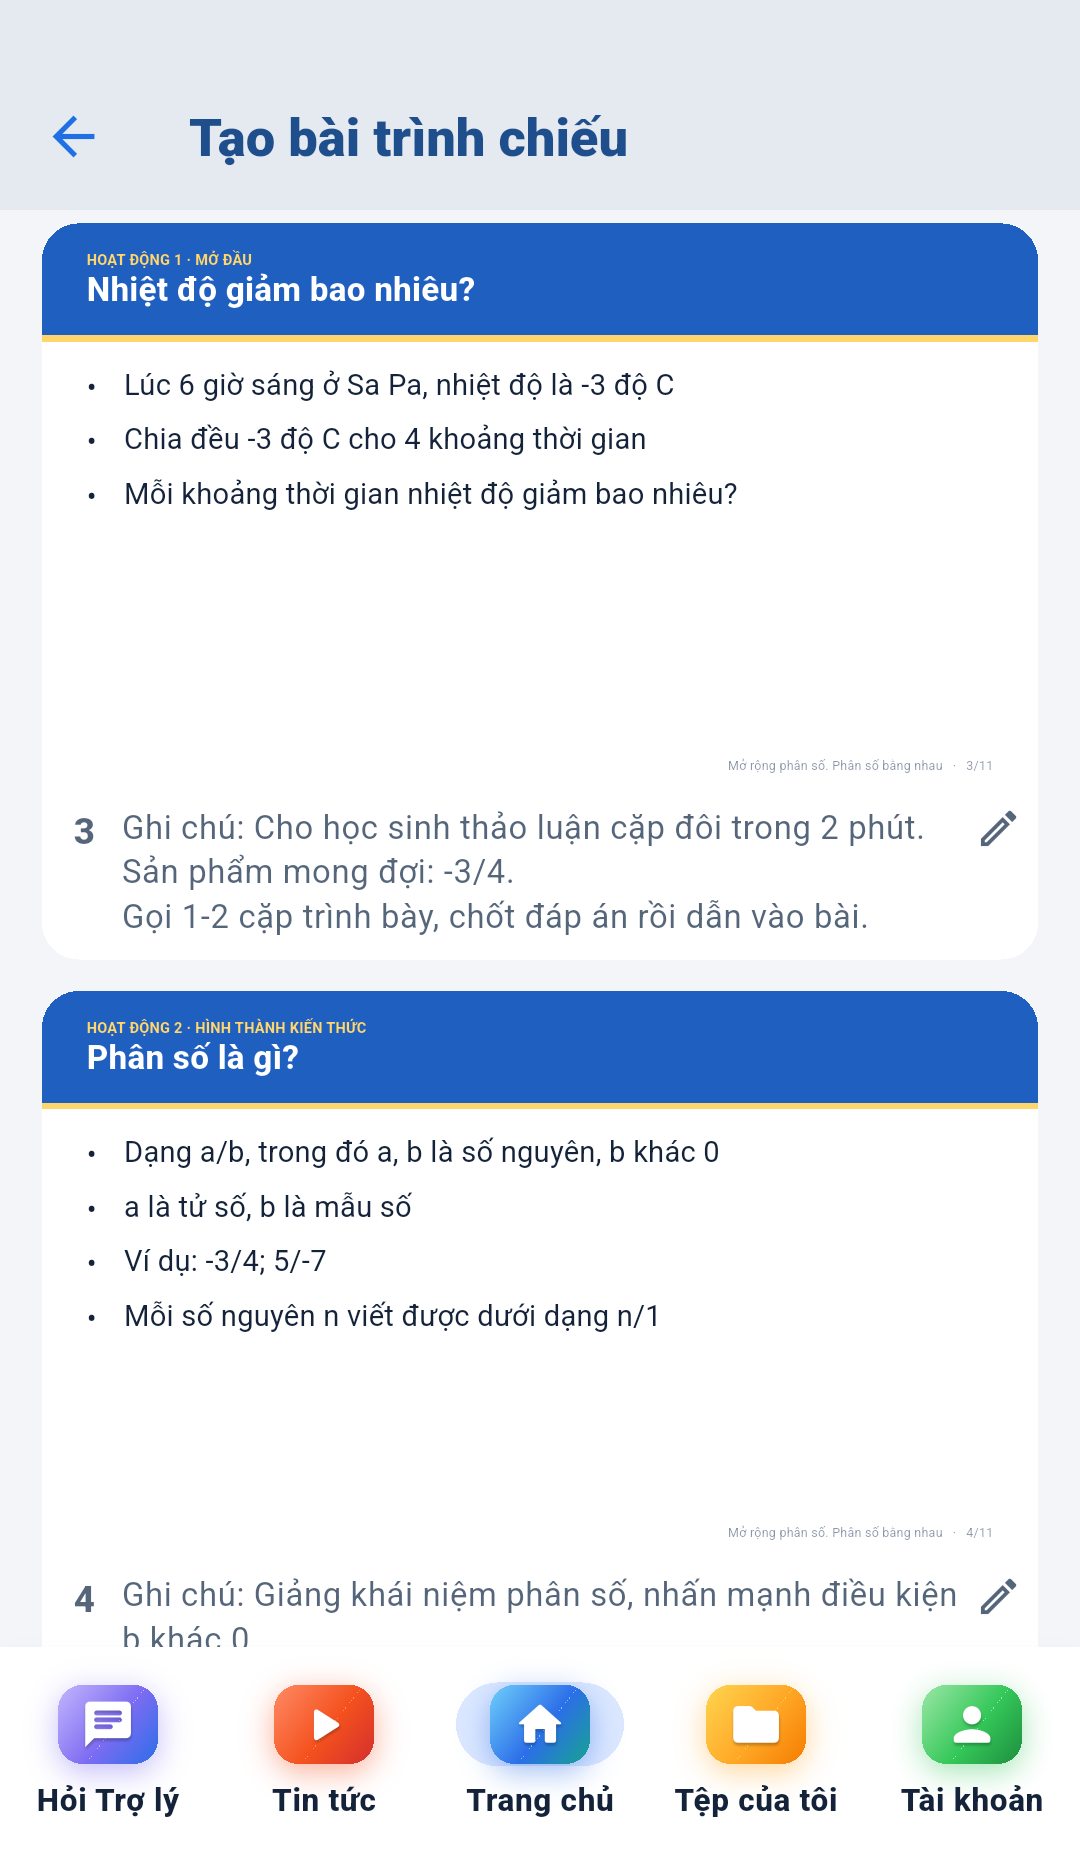 Tạo bài trình chiếu
HOẠT ĐỘNG 1 · MỞ ĐẦU
Nhiệt độ giảm bao nhiêu?
• Lúc 6 giờ sáng ở Sa Pa, nhiệt độ là -3 độ C
• Chia đều -3 độ C cho 4 khoảng thời gian
• Mỗi khoảng thời gian nhiệt độ giảm bao nhiêu?
Mở rộng phân số. Phân số bằng nhau · 3/11
3 Ghi chú: Cho học sinh thảo luận cặp đôi trong 2 phút.
Sản phẩm mong đợi: -3/4.
Gọi 1-2 cặp trình bày, chốt đáp án rồi dẫn vào bài.
HOẠT ĐỘNG 2 · HÌNH THÀNH KIẾN THỨC
Phân số là gì?
• Dạng a/b, trong đó a, b là số nguyên, b khác 0
• a là tử số, b là mẫu số
• Ví dụ: -3/4; 5/-7
• Mỗi số nguyên n viết được dưới dạng n/1
Mở rộng phân số. Phân số bằng nhau · 4/11
4 Ghi chú: Giảng khái niệm phân số, nhấn mạnh điều kiện
b khác 0
Hỏi Trợ lý
Tin tức
Trang chủ
Tệp của tôi
Tài khoản